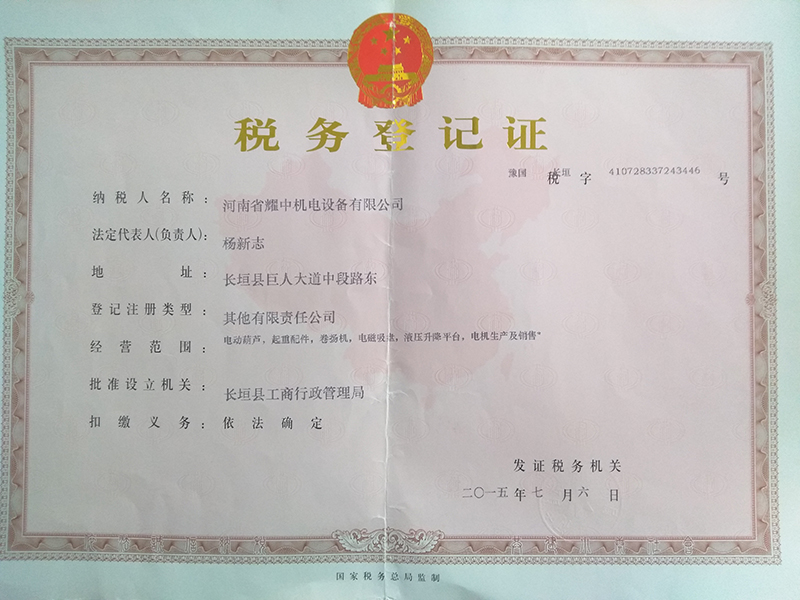 税务登记证
豫国 税 长垣 字 410728337243446 号
纳税人名称： 河南省耀中机电设备有限公司
法定代表人(负责人)： 杨新志
地址： 长垣县巨人大道中段路东
登记注册类型： 其他有限责任公司
经营范围： 电动葫芦，起重配件，卷扬机，电磁吸盘，液压升降平台，电机生产及销售*
批准设立机关： 长垣县工商行政管理局
扣缴义务： 依法确定
发证税务机关
二〇一五年七月六日
国家税务总局监制